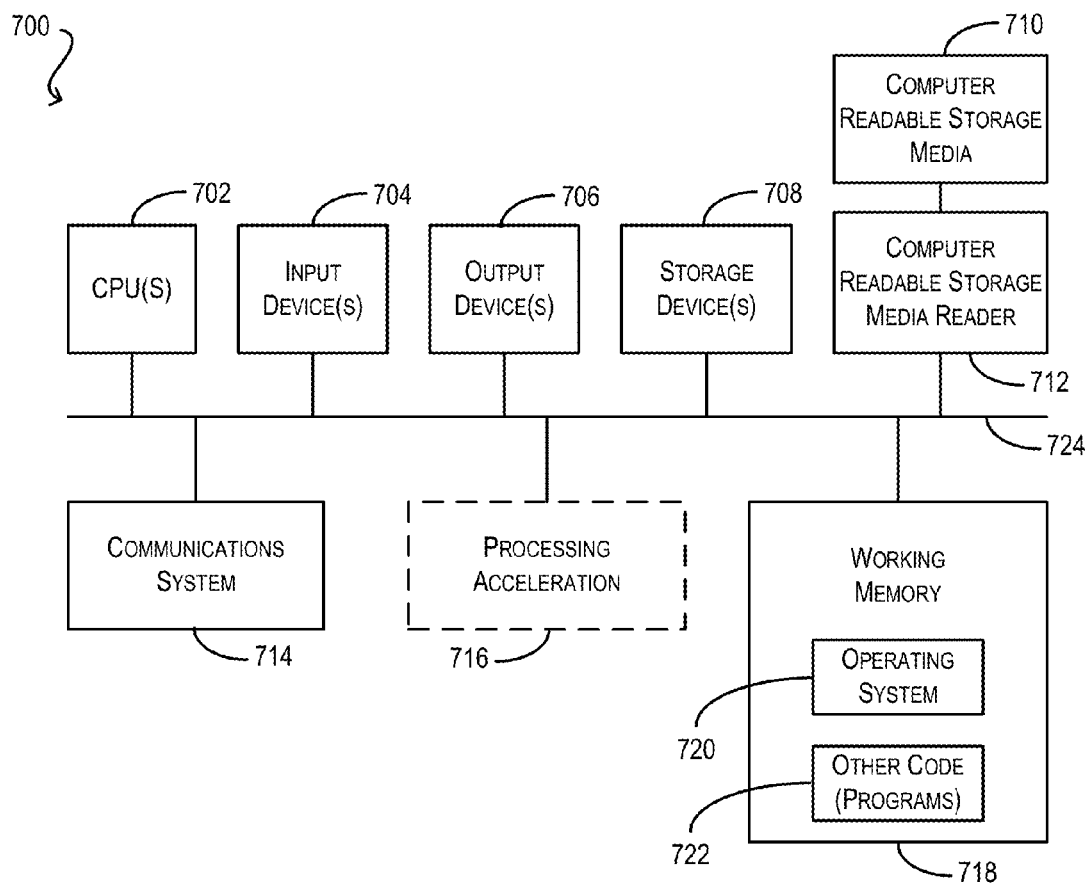 700
710
COMPUTER
READABLE STORAGE
MEDIA
702
704
706
708
CPU(S)
INPUT
DEVICE(S)
OUTPUT
DEVICE(S)
STORAGE
DEVICE(S)
COMPUTER
READABLE STORAGE
MEDIA READER
712
724
COMMUNICATIONS
SYSTEM
714
PROCESSING
ACCELERATION
716
WORKING
MEMORY
OPERATING
SYSTEM
720
OTHER CODE
(PROGRAMS)
722
718